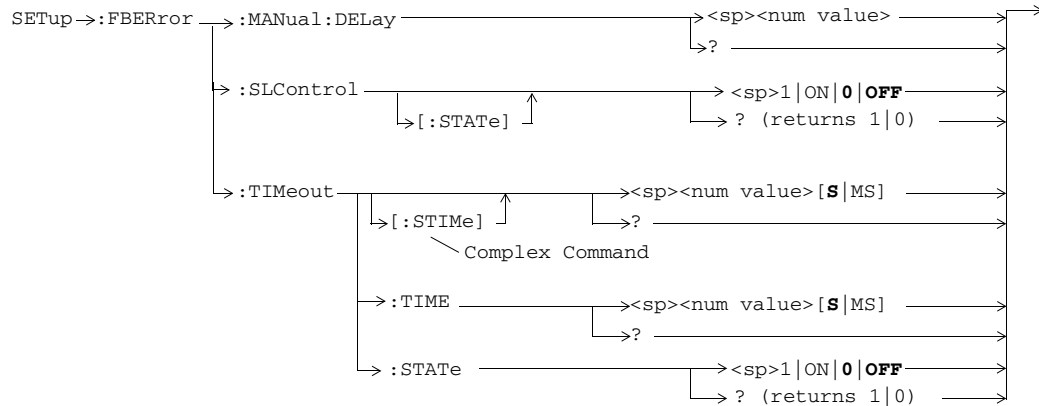 SETup :FBERror :MANual:DELay <sp><num value>
?
:SLControl <sp>1|ON|0|OFF
[:STATe] ? (returns 1|0)
:TIMeout <sp><num value>[S|MS]
[:STIMe] ?
Complex Command
:TIME <sp><num value>[S|MS]
?
:STATe <sp>1|ON|0|OFF
? (returns 1|0)